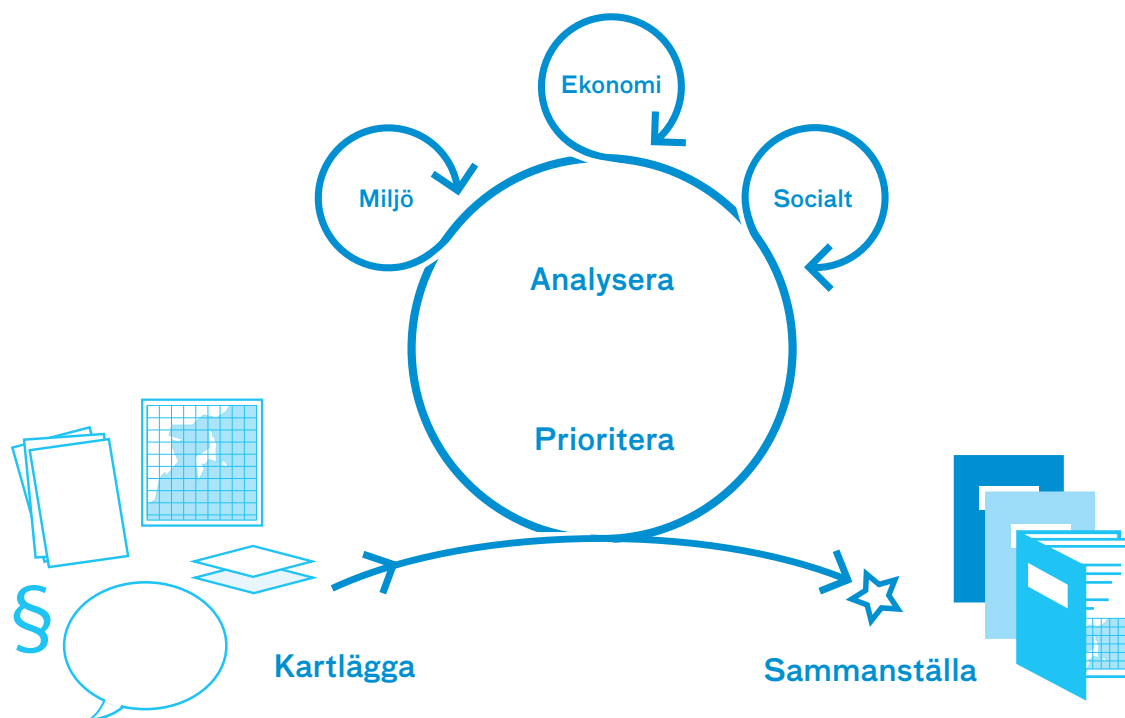 Ekonomi
Miljö
Socialt
Analysera
Prioritera
§
Kartlägga
Sammanställa